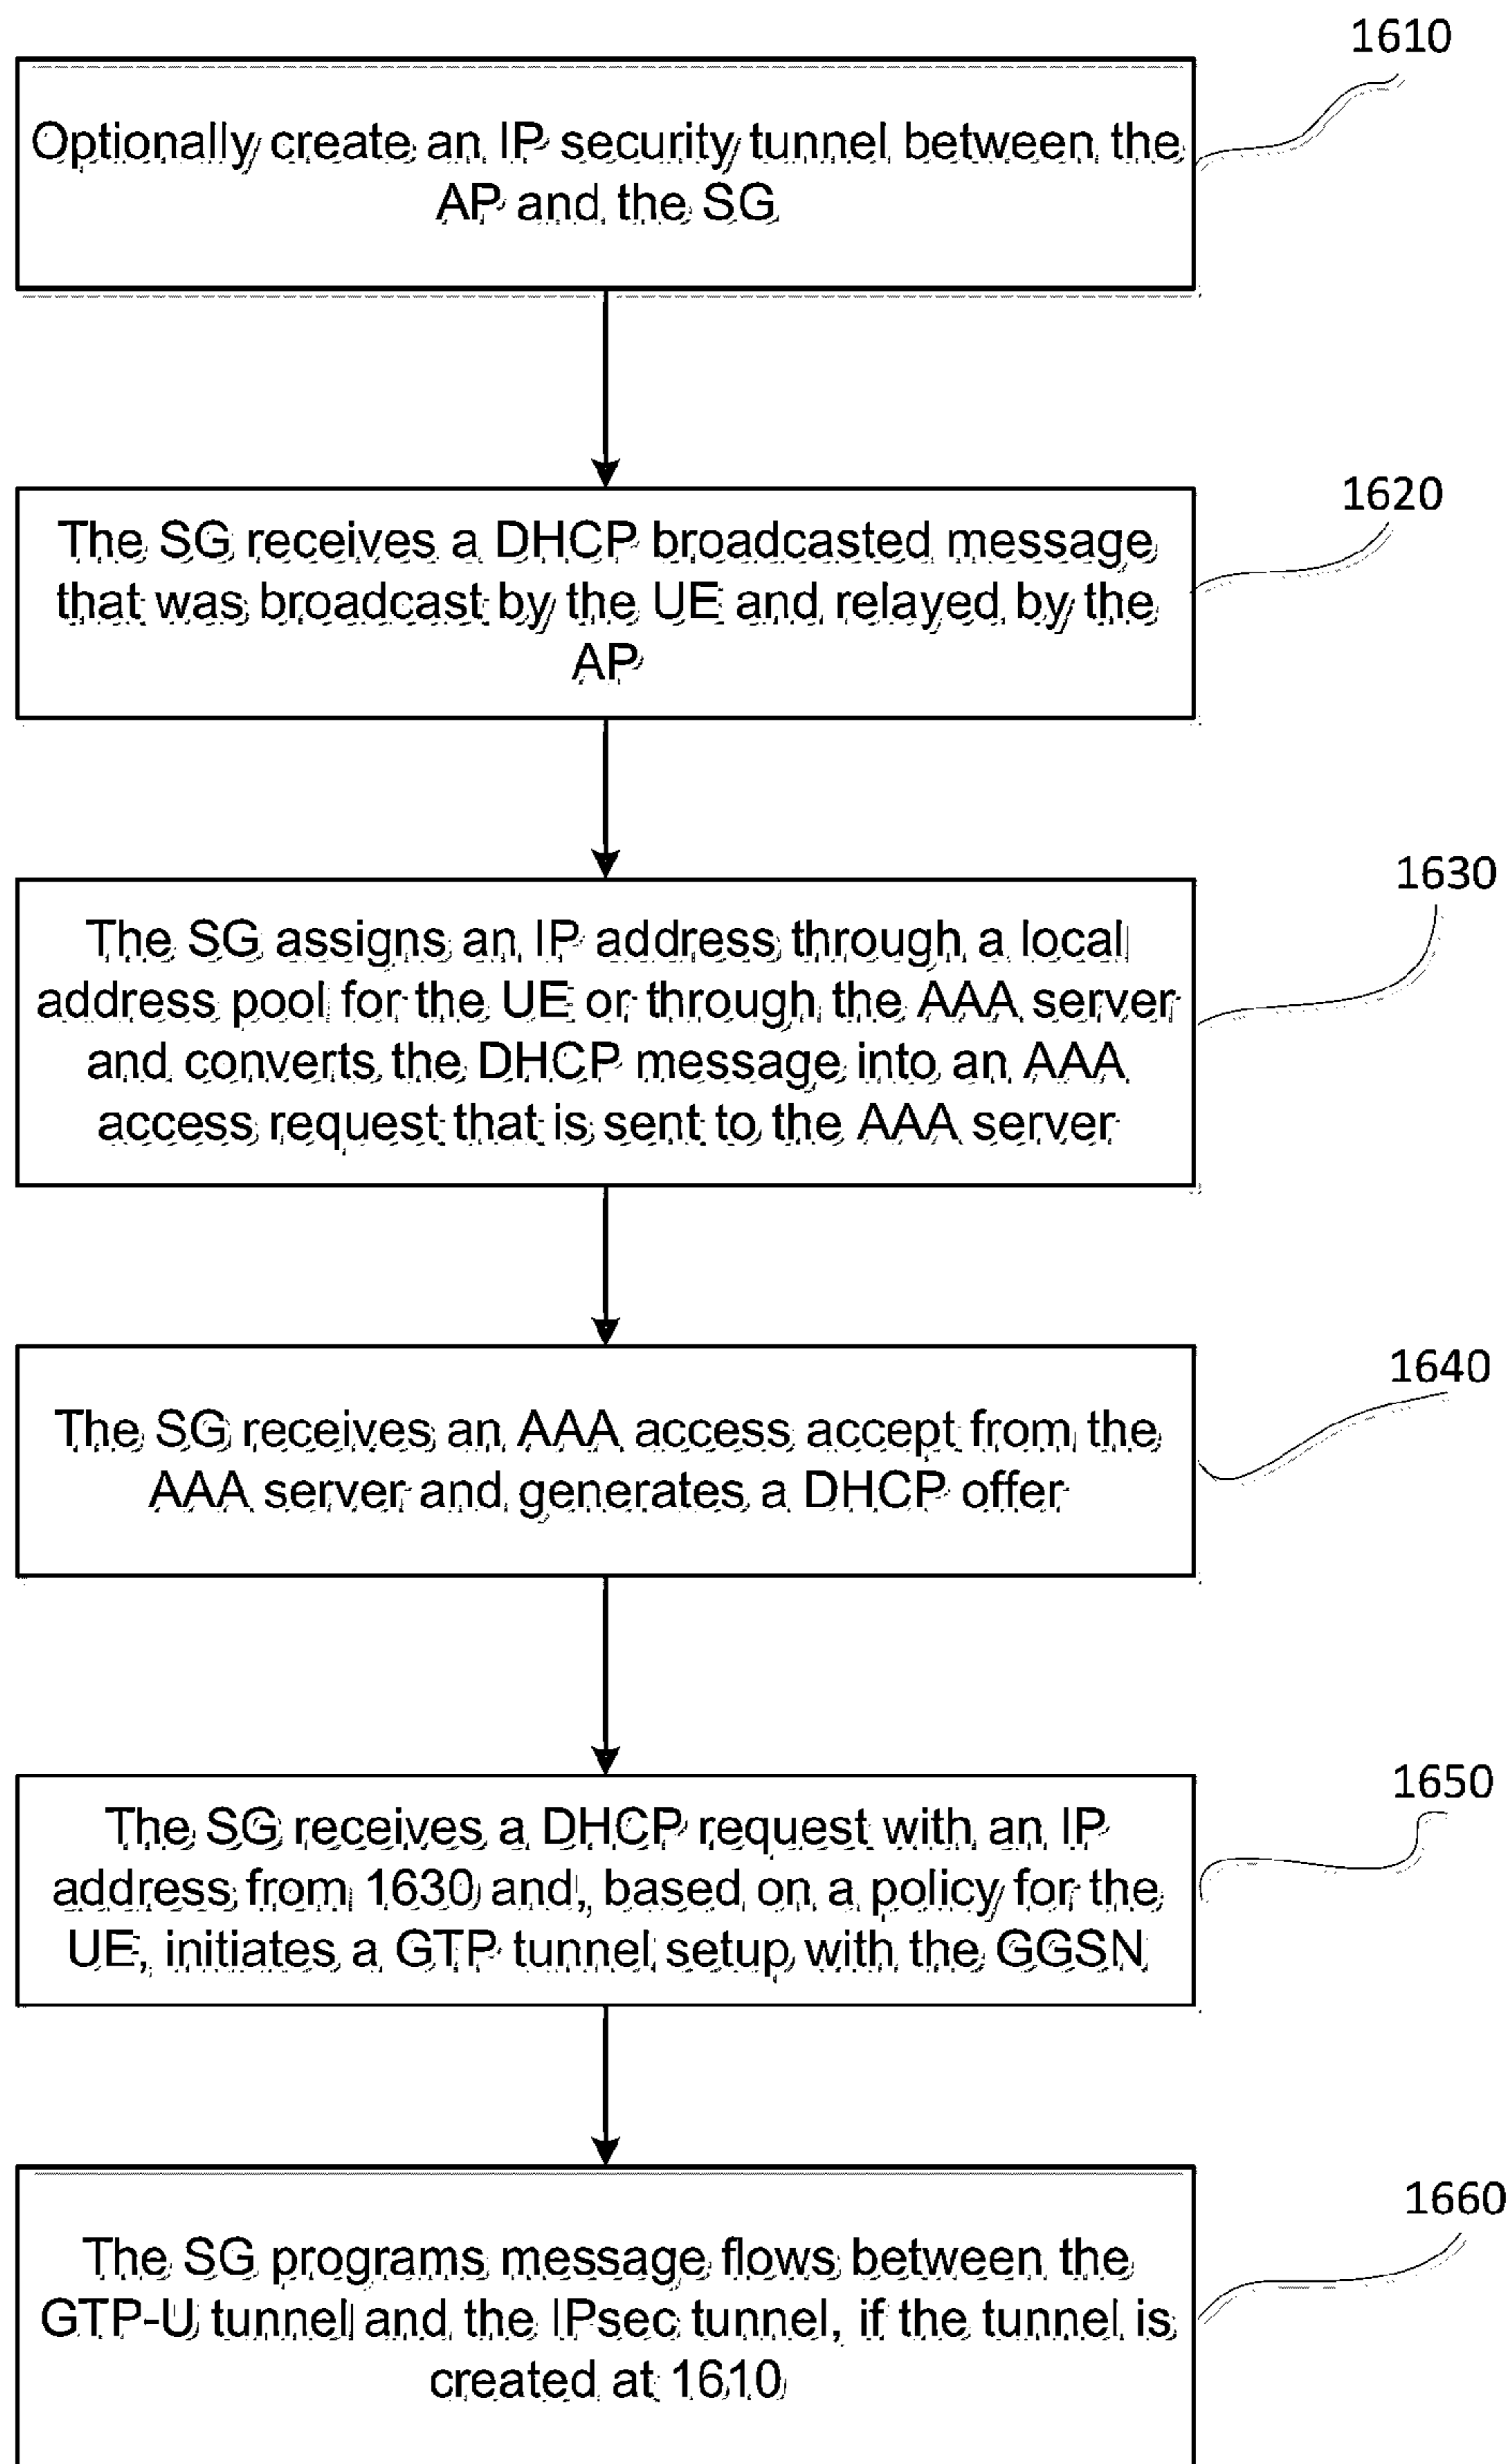 1610
Optionally create an IP security tunnel between the
AP and the SG
1620
The SG receives a DHCP broadcasted message
that was broadcast by the UE and relayed by the
AP
1630
The SG assigns an IP address through a local
address pool for the UE or through the AAA server
and converts the DHCP message into an AAA
access request that is sent to the AAA server
1640
The SG receives an AAA access accept from the
AAA server and generates a DHCP offer
1650
The SG receives a DHCP request with an IP
address from 1630 and, based on a policy for the
UE, initiates a GTP tunnel setup with the GGSN
1660
The SG programs message flows between the
GTP-U tunnel and the IPsec tunnel, if the tunnel is
created at 1610